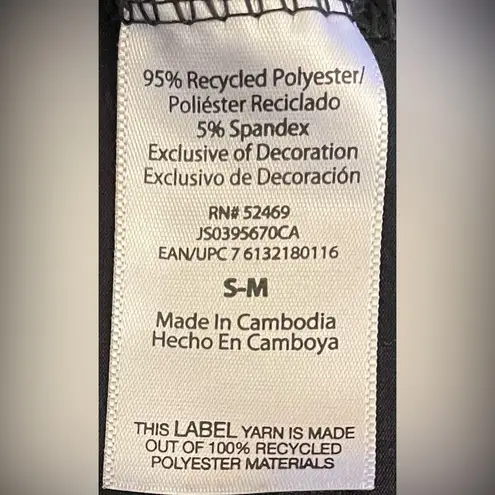 95% Recycled Polyester/
Poliéster Reciclado
5% Spandex
Exclusive of Decoration
Exclusivo de Decoración
RN# 52469
JS0395670CA
EAN/UPC 7 6132180116
S-M
Made In Cambodia
Hecho En Camboya
THIS LABEL YARN IS MADE
OUT OF 100% RECYCLED
POLYESTER MATERIALS